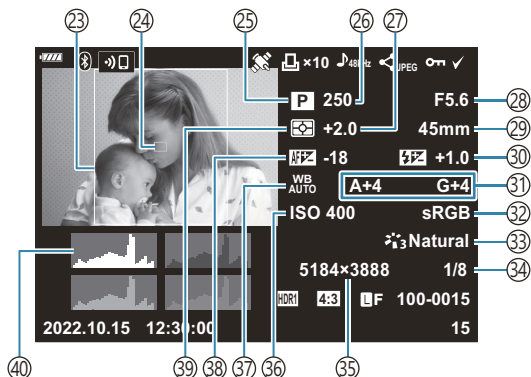 ㉓ ㉔ ㉕ ㉖ ㉗
×10 48kHz JPEG
P 250 F5.6 ㉘
+2.0 45mm ㉙
AF -18 +1.0 ㉚
WB AUTO A+4 G+4 ㉛
ISO 400 sRGB ㉜
3 Natural ㉝
5184×3888 1/8 ㉞
HDR1 4:3 L F 100-0015
2022.10.15 12:30:00 15
㊵ ㊴ ㊳ ㊲ ㊱ ㉟